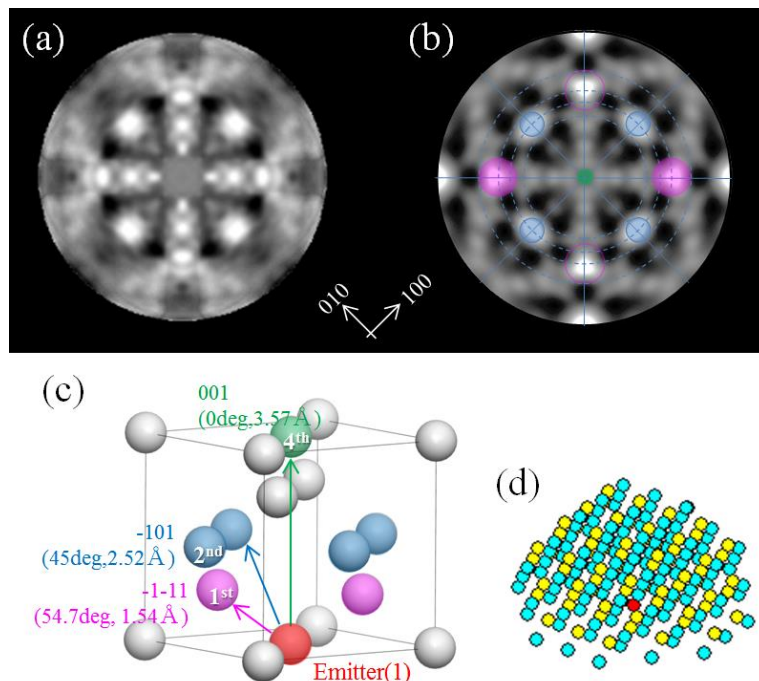 (a)
(b)
010
100
(c)
001
(0deg,3.57Å)
4th
-101
(45deg,2.52Å)
2nd
-1-11
(54.7deg, 1.54Å)
1st
Emitter(1)
(d)